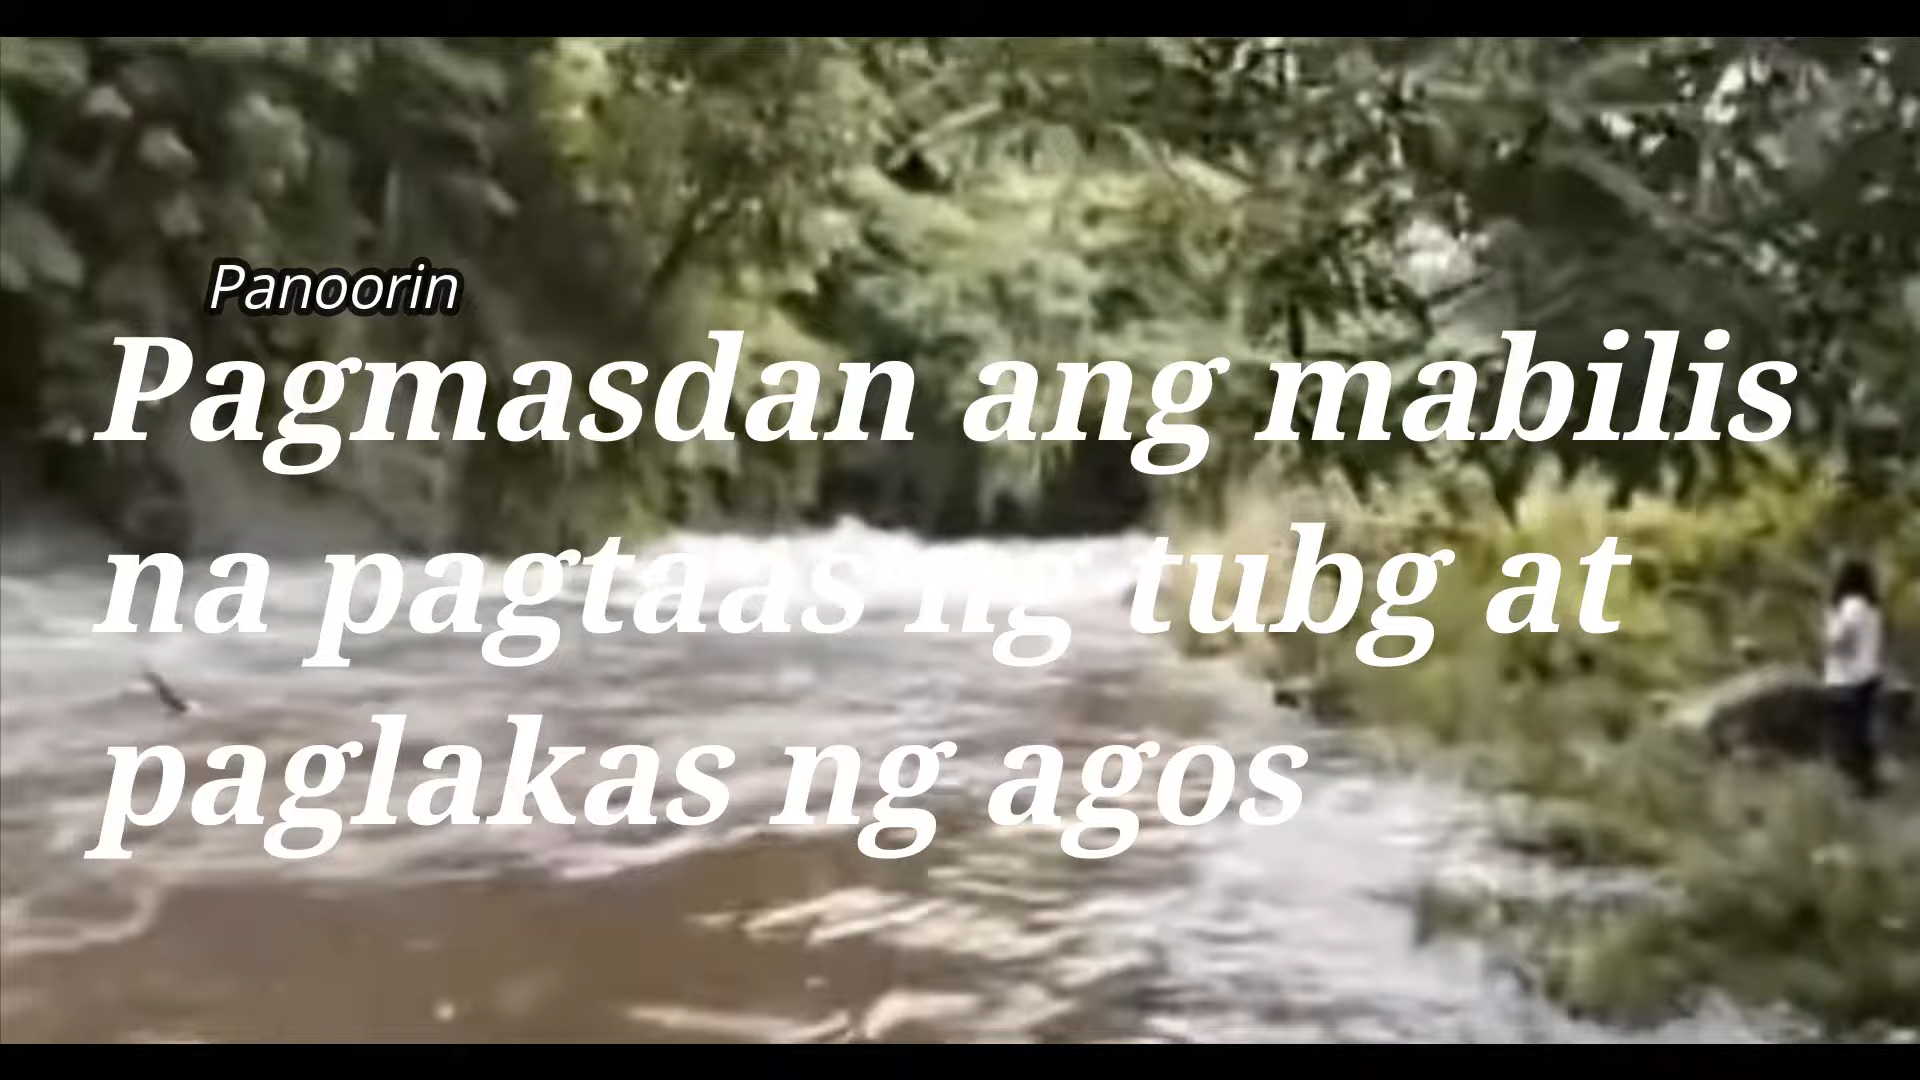 Panoorin
Pagmasdan ang mabilis
na pagtaas ng tubg at
paglakas ng agos